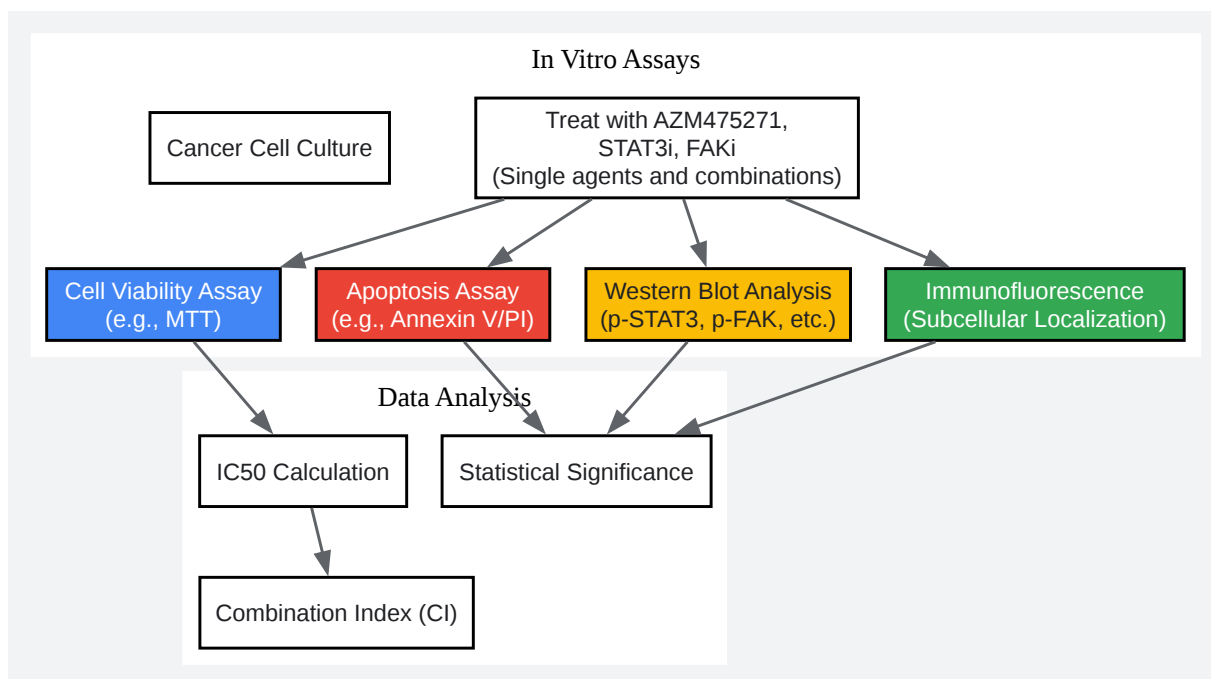 In Vitro Assays
Cancer Cell Culture
Treat with AZM475271,
STAT3i, FAKi
(Single agents and combinations)
Cell Viability Assay
(e.g., MTT)
Apoptosis Assay
(e.g., Annexin V/PI)
Western Blot Analysis
(p-STAT3, p-FAK, etc.)
Immunofluorescence
(Subcellular Localization)
Data Analysis
IC50 Calculation
Statistical Significance
Combination Index (CI)